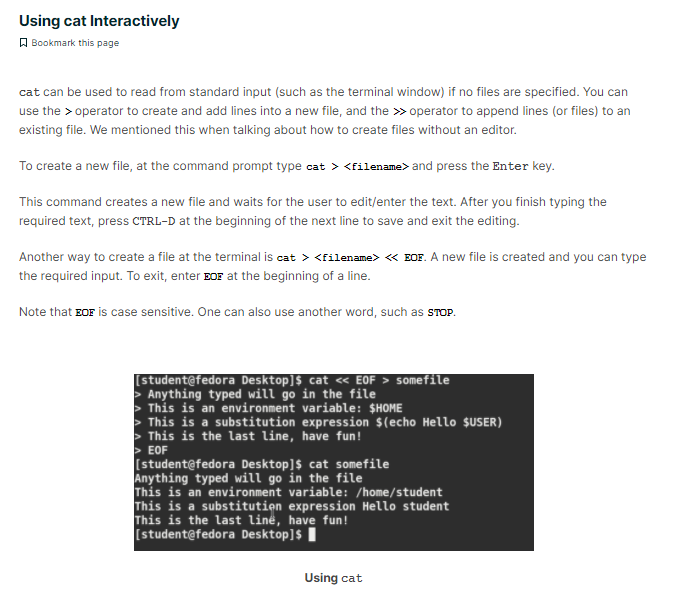 Using cat Interactively
Bookmark this page
cat can be used to read from standard input (such as the terminal window) if no files are specified. You can
use the > operator to create and add lines into a new file, and the >> operator to append lines (or files) to an
existing file. We mentioned this when talking about how to create files without an editor.
To create a new file, at the command prompt type cat > <filename> and press the Enter key.
This command creates a new file and waits for the user to edit/enter the text. After you finish typing the
required text, press CTRL-D at the beginning of the next line to save and exit the editing.
Another way to create a file at the terminal is cat > <filename> << EOF. A new file is created and you can type
the required input. To exit, enter EOF at the beginning of a line.
Note that EOF is case sensitive. One can also use another word, such as STOP.
[student@fedora Desktop]$ cat << EOF > somefile
> Anything typed will go in the file
> This is an environment variable: $HOME
> This is a substitution expression $(echo Hello $USER)
> This is the last line, have fun!
> EOF
[student@fedora Desktop]$ cat somefile
Anything typed will go in the file
This is an environment variable: /home/student
This is a substitution expression Hello student
This is the last line, have fun!
[student@fedora Desktop]$
Using cat